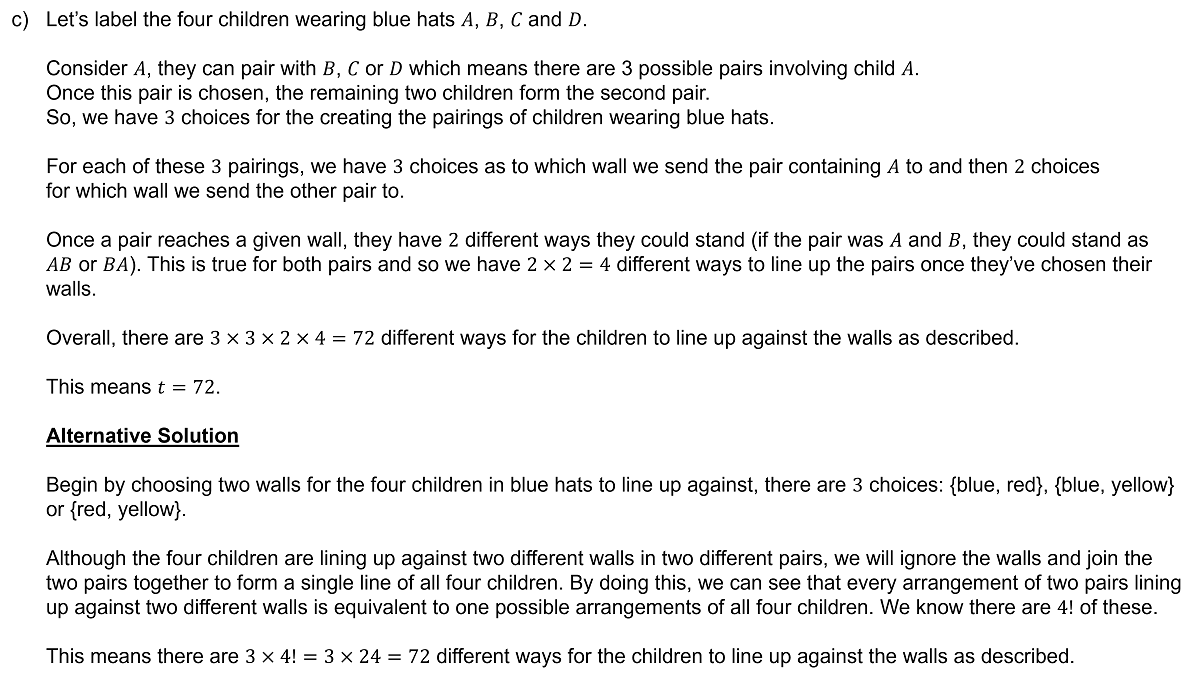 c) Let's label the four children wearing blue hats A, B, C and D.
Consider A, they can pair with B, C or D which means there are 3 possible pairs involving child A.
Once this pair is chosen, the remaining two children form the second pair.
So, we have 3 choices for the creating the pairings of children wearing blue hats.
For each of these 3 pairings, we have 3 choices as to which wall we send the pair containing A to and then 2 choices
for which wall we send the other pair to.
Once a pair reaches a given wall, they have 2 different ways they could stand (if the pair was A and B, they could stand as
AB or BA). This is true for both pairs and so we have 2 × 2 = 4 different ways to line up the pairs once they've chosen their
walls.
Overall, there are 3 × 3 × 2 × 4 = 72 different ways for the children to line up against the walls as described.
This means t = 72.
Alternative Solution
Begin by choosing two walls for the four children in blue hats to line up against, there are 3 choices: {blue, red}, {blue, yellow}
or {red, yellow}.
Although the four children are lining up against two different walls in two different pairs, we will ignore the walls and join the
two pairs together to form a single line of all four children. By doing this, we can see that every arrangement of two pairs lining
up against two different walls is equivalent to one possible arrangements of all four children. We know there are 4! of these.
This means there are 3 × 4! = 3 × 24 = 72 different ways for the children to line up against the walls as described.